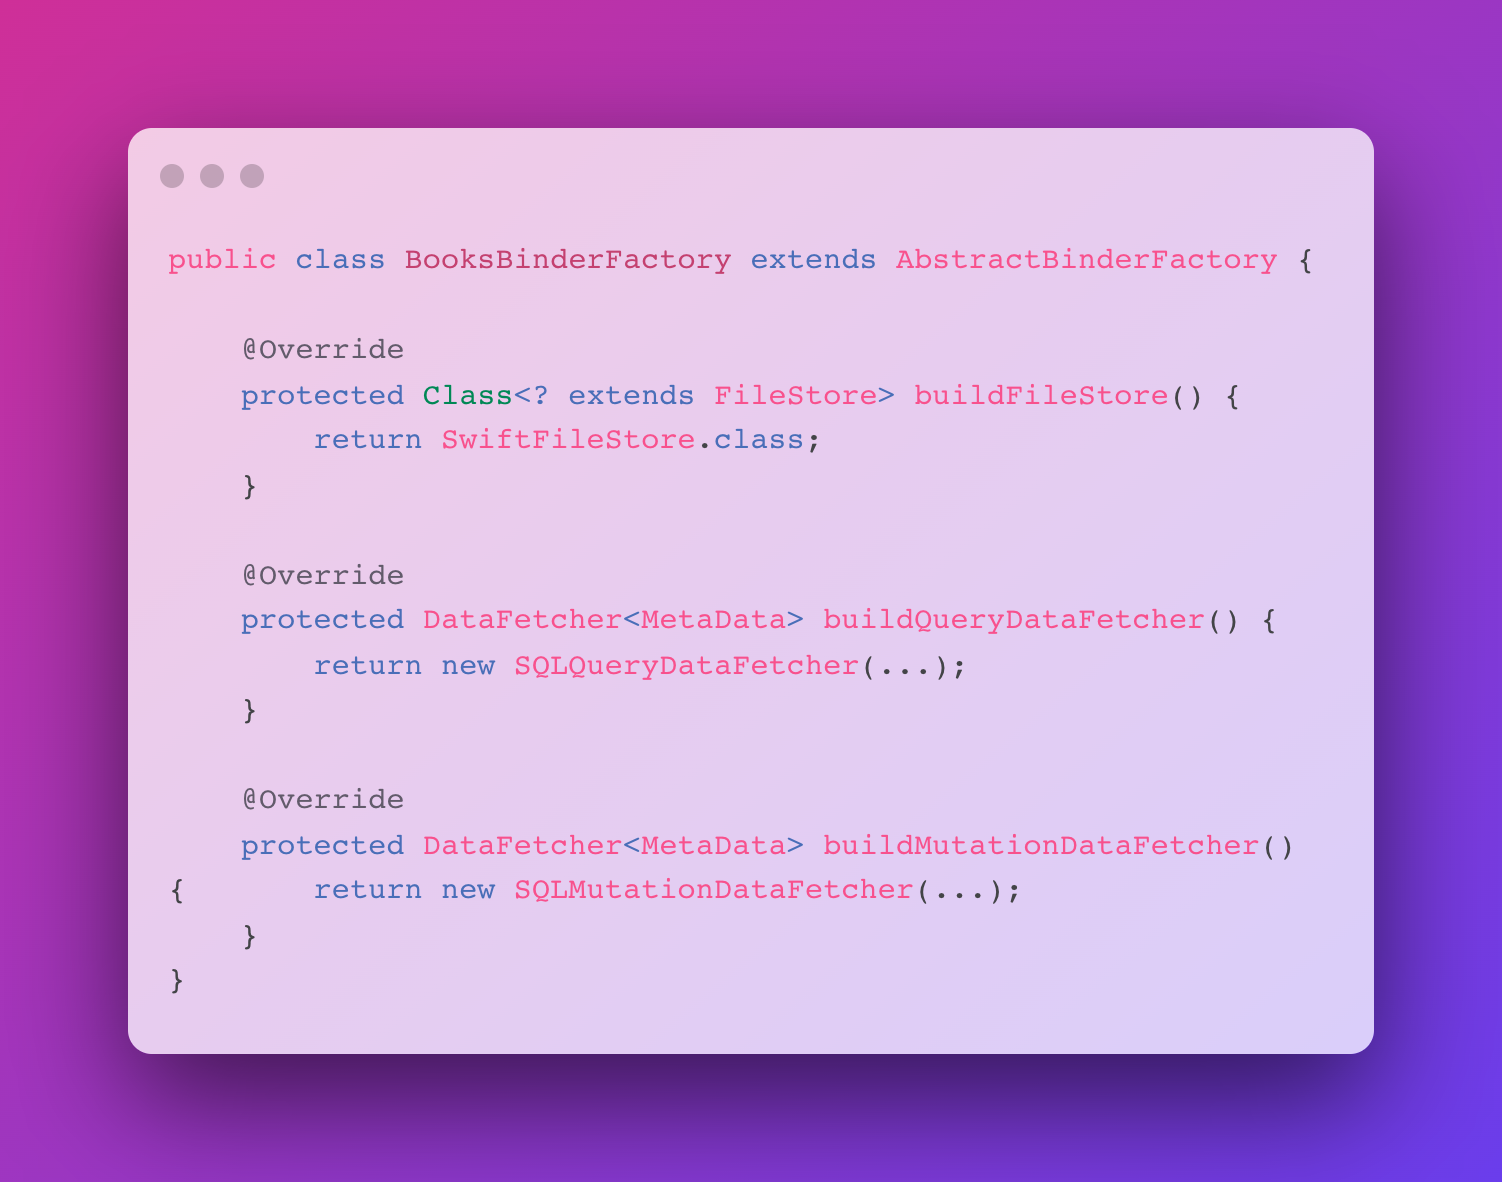 public class BooksBinderFactory extends AbstractBinderFactory {
@Override
protected Class<? extends FileStore> buildFileStore() {
return SwiftFileStore.class;
}
@Override
protected DataFetcher<MetaData> buildQueryDataFetcher() {
return new SQLQueryDataFetcher(...);
}
@Override
protected DataFetcher<MetaData> buildMutationDataFetcher()
{ return new SQLMutationDataFetcher(...);
}
}